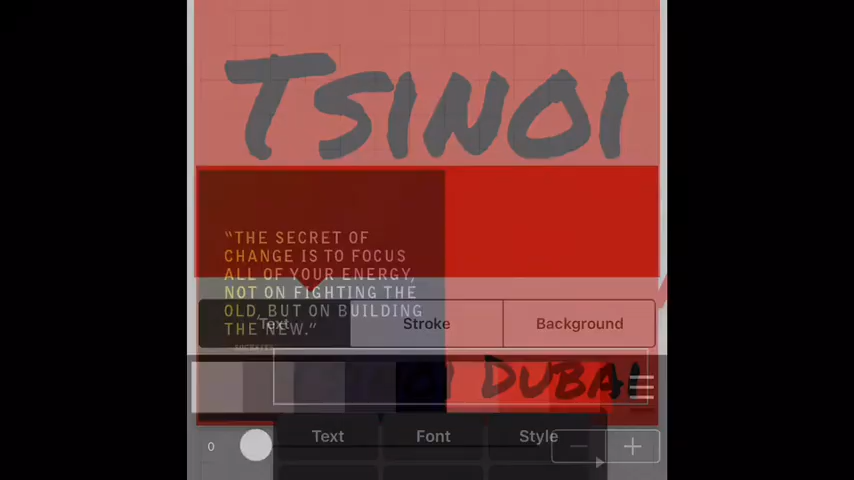 TSINOI
“THE SECRET OF
CHANGE IS TO FOCUS
ALL OF YOUR ENERGY,
NOT ON FIGHTING THE
OLD, BUT ON BUILDING
THE NEW.”
Text Stroke Background
DUBAI
0
Text Font Style